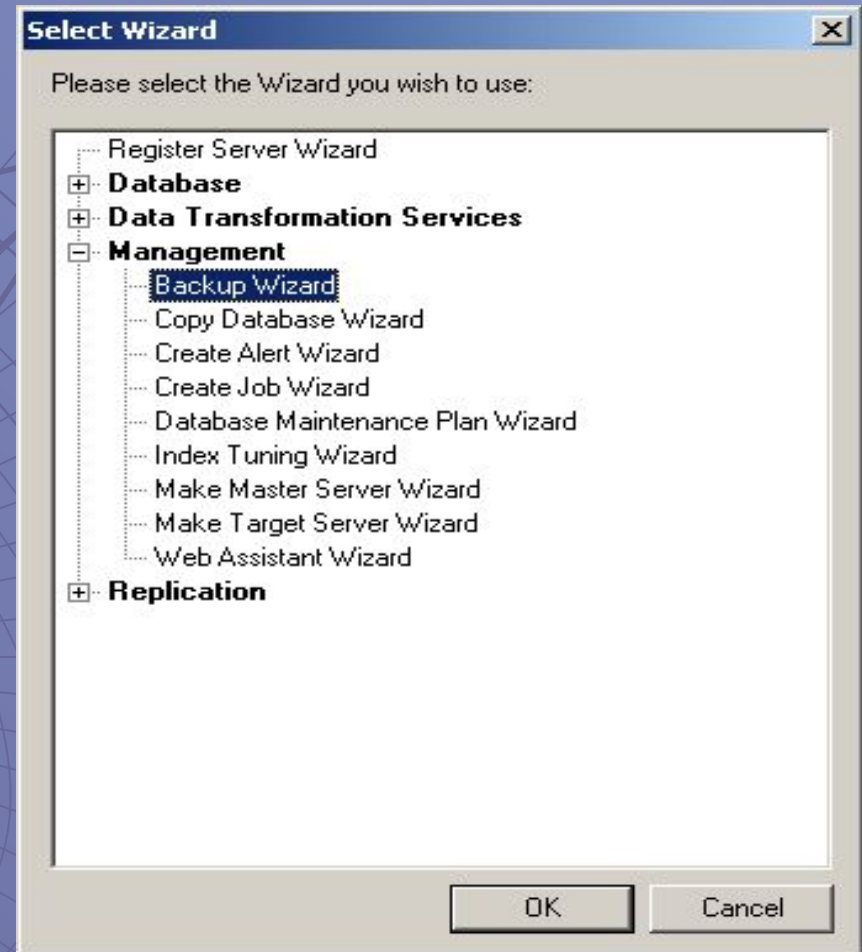 Select Wizard
Please select the Wizard you wish to use:
Register Server Wizard
Database
Data Transformation Services
Management
Backup Wizard
Copy Database Wizard
Create Alert Wizard
Create Job Wizard
Database Maintenance Plan Wizard
Index Tuning Wizard
Make Master Server Wizard
Make Target Server Wizard
Web Assistant Wizard
Replication
OK Cancel